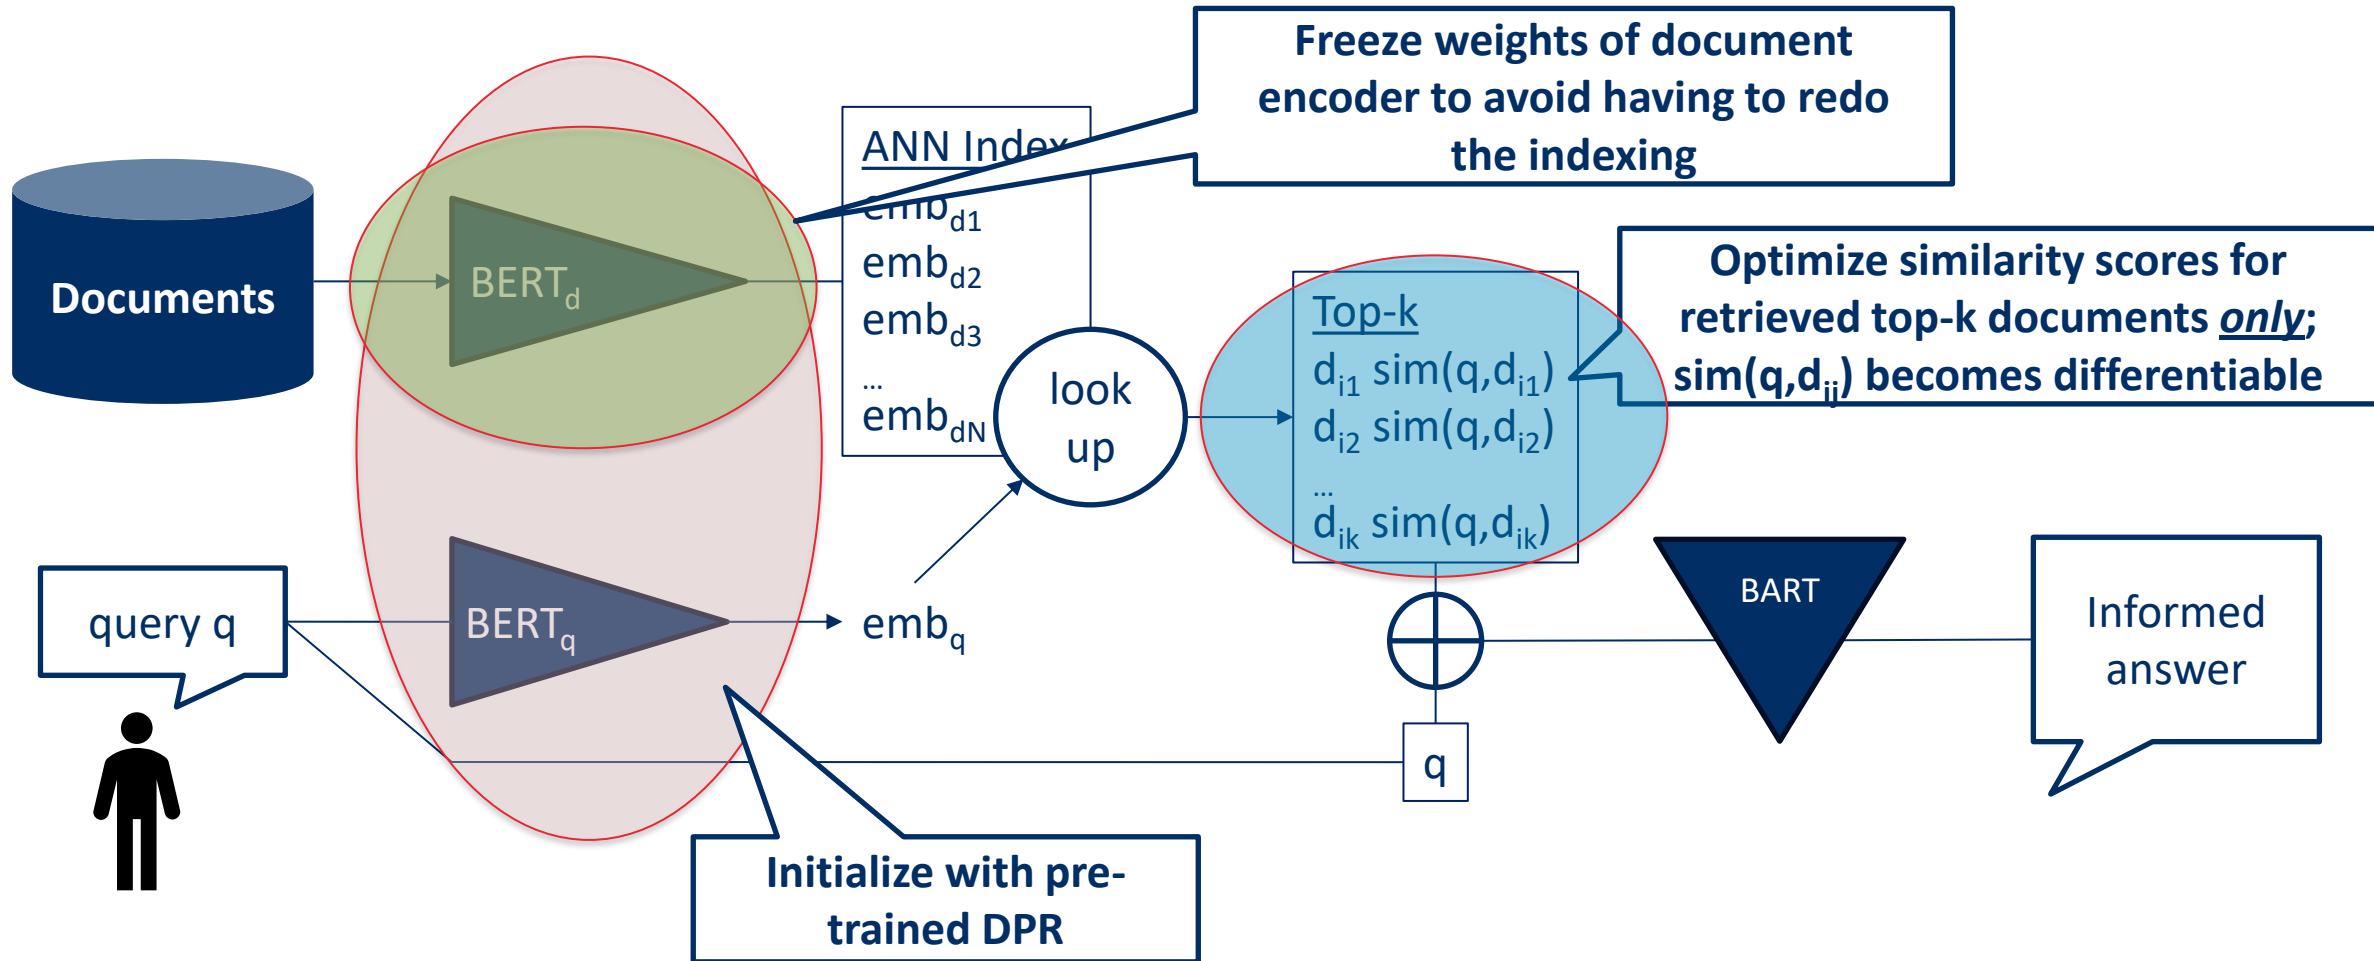 Freeze weights of document
encoder to avoid having to redo
the indexing
Documents
BERT_d
ANN Index
emb_d1
emb_d2
emb_d3
...
emb_dN
look
up
Top-k
d_i1 sim(q,d_i1)
d_i2 sim(q,d_i2)
...
d_ik sim(q,d_ik)
Optimize similarity scores for
retrieved top-k documents only;
sim(q,d_ij) becomes differentiable
query q
BERT_q
emb_q
q
BART
Informed
answer
Initialize with pre-
trained DPR